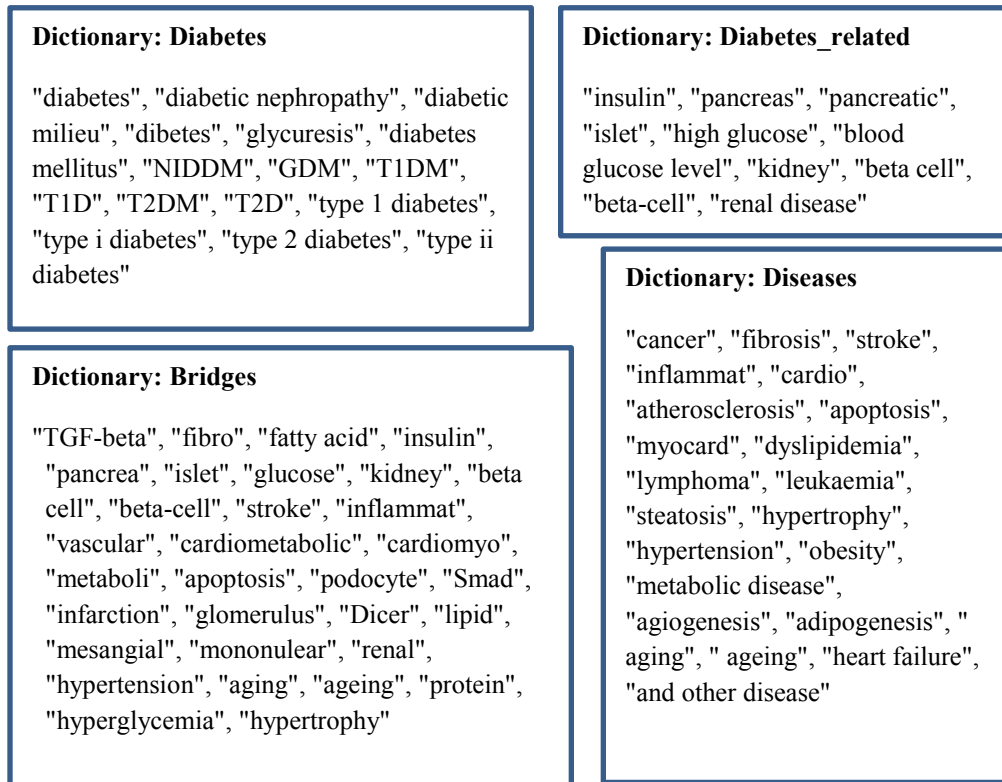 Dictionary: Diabetes
"diabetes", "diabetic nephropathy", "diabetic
milieu", "dibetes", "glycuresis", "diabetes
mellitus", "NIDDM", "GDM", "T1DM",
"T1D", "T2DM", "T2D", "type 1 diabetes",
"type i diabetes", "type 2 diabetes", "type ii
diabetes"
Dictionary: Diabetes_related
"insulin", "pancreas", "pancreatic",
"islet", "high glucose", "blood
glucose level", "kidney", "beta cell",
"beta-cell", "renal disease"
Dictionary: Bridges
"TGF-beta", "fibro", "fatty acid", "insulin",
"pancrea", "islet", "glucose", "kidney", "beta
cell", "beta-cell", "stroke", "inflammat",
"vascular", "cardiometabolic", "cardiomyo",
"metaboli", "apoptosis", "podocyte", "Smad",
"infarction", "glomerulus", "Dicer", "lipid",
"mesangial", "mononulear", "renal",
"hypertension", "aging", "ageing", "protein",
"hyperglycemia", "hypertrophy"
Dictionary: Diseases
"cancer", "fibrosis", "stroke",
"inflammat", "cardio",
"atherosclerosis", "apoptosis",
"myocard", "dyslipidemia",
"lymphoma", "leukaemia",
"steatosis", "hypertrophy",
"hypertension", "obesity",
"metabolic disease",
"agiogenesis", "adipogenesis", "
aging", " ageing", "heart failure",
"and other disease"